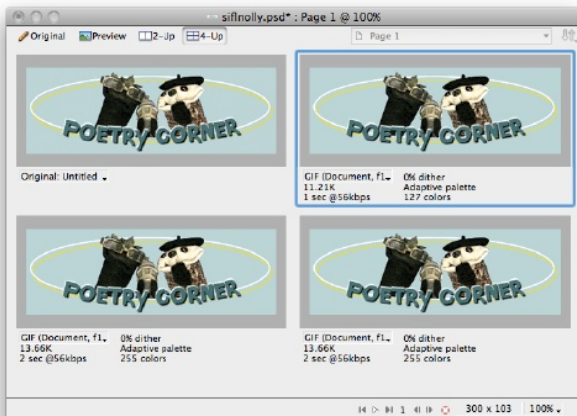 siflnolly.psd* : Page 1 @ 100%
Original Preview 2-Up 4-Up Page 1
POETRY CORNER
Original: Untitled
POETRY CORNER
GIF (Document, f1... 0% dither
11.21K Adaptive palette
1 sec @56kbps 127 colors
POETRY CORNER
GIF (Document, f1... 0% dither
13.66K Adaptive palette
2 sec @56kbps 255 colors
POETRY CORNER
GIF (Document, f1... 0% dither
13.66K Adaptive palette
2 sec @56kbps 255 colors
1 300 x 103 100%